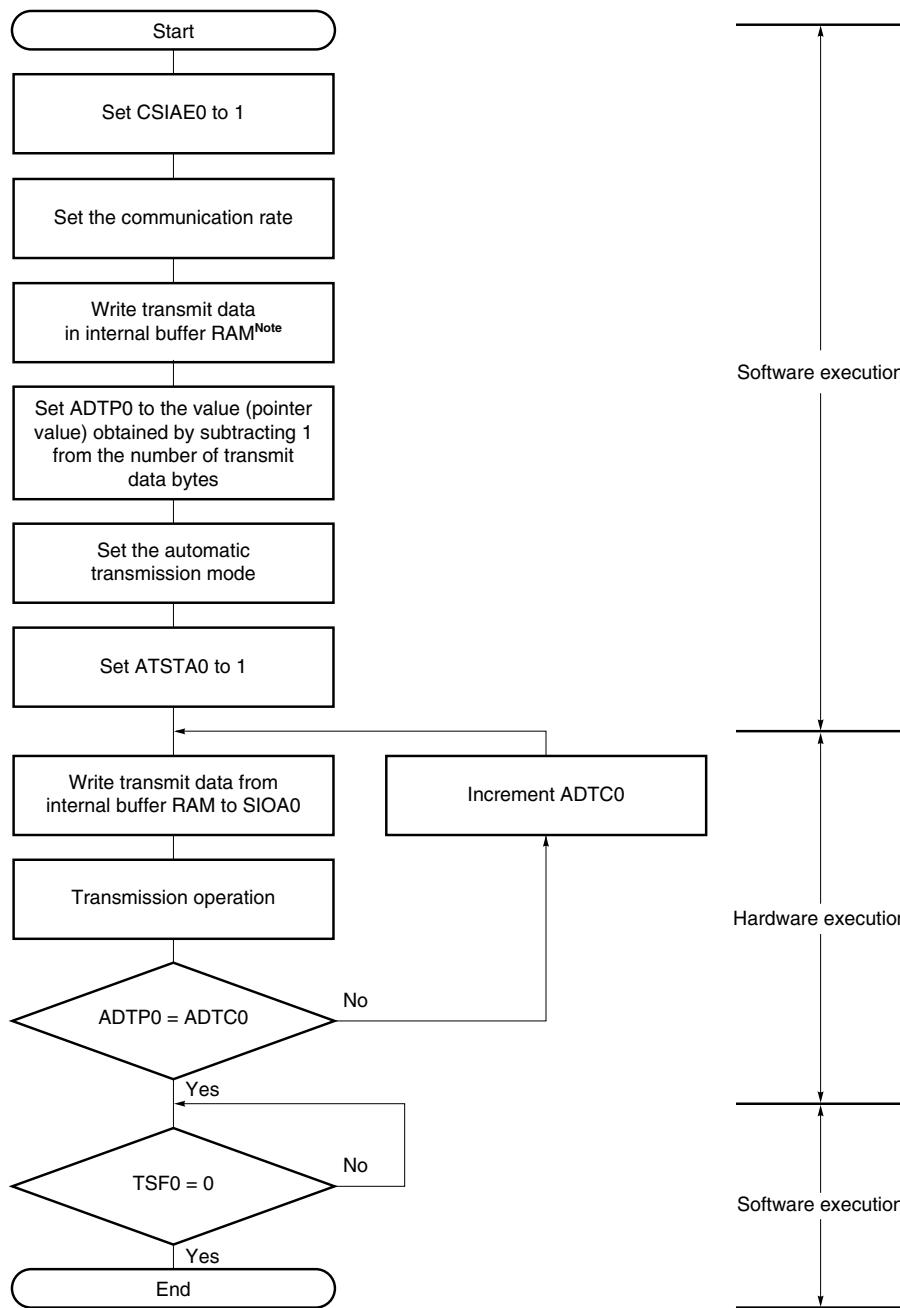 Start
Set CSIAE0 to 1
Set the communication rate
Write transmit data
in internal buffer RAMNote
Software execution
Set ADTP0 to the value (pointer
value) obtained by subtracting 1
from the number of transmit
data bytes
Set the automatic
transmission mode
Set ATSTA0 to 1
Write transmit data from
internal buffer RAM to SIOA0
Increment ADTC0
Transmission operation
Hardware execution
ADTP0 = ADTC0
No
Yes
TSF0 = 0
No
Software execution
Yes
End